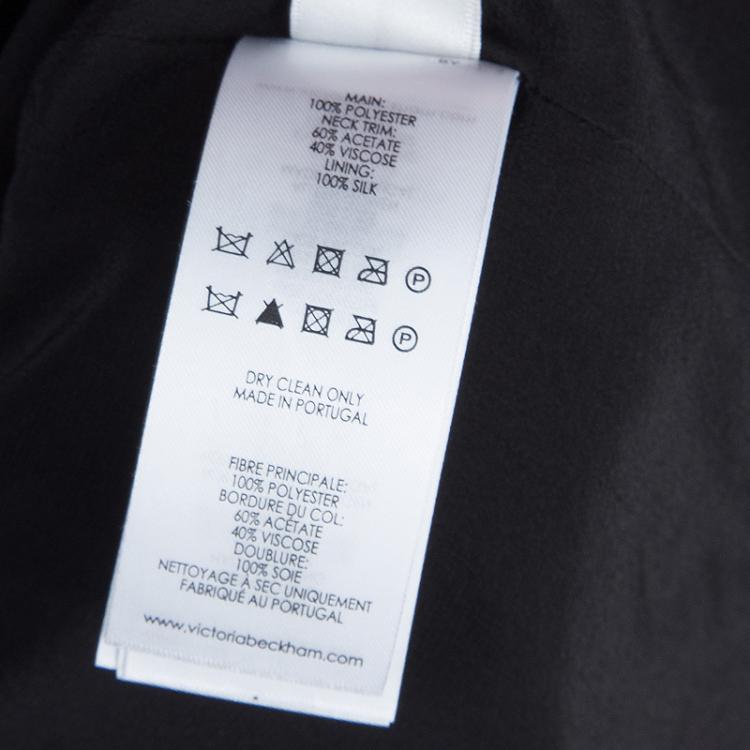 MAIN:
100% POLYESTER
NECK TRIM:
60% ACETATE
40% VISCOSE
LINING:
100% SILK
P
P
DRY CLEAN ONLY
MADE IN PORTUGAL
FIBRE PRINCIPALE:
100% POLYESTER
BORDURE DU COL:
60% ACÉTATE
40% VISCOSE
DOUBLURE:
100% SOIE
NETTOYAGE À SEC UNIQUEMENT
FABRIQUÉ AU PORTUGAL
www.victoriabeckham.com